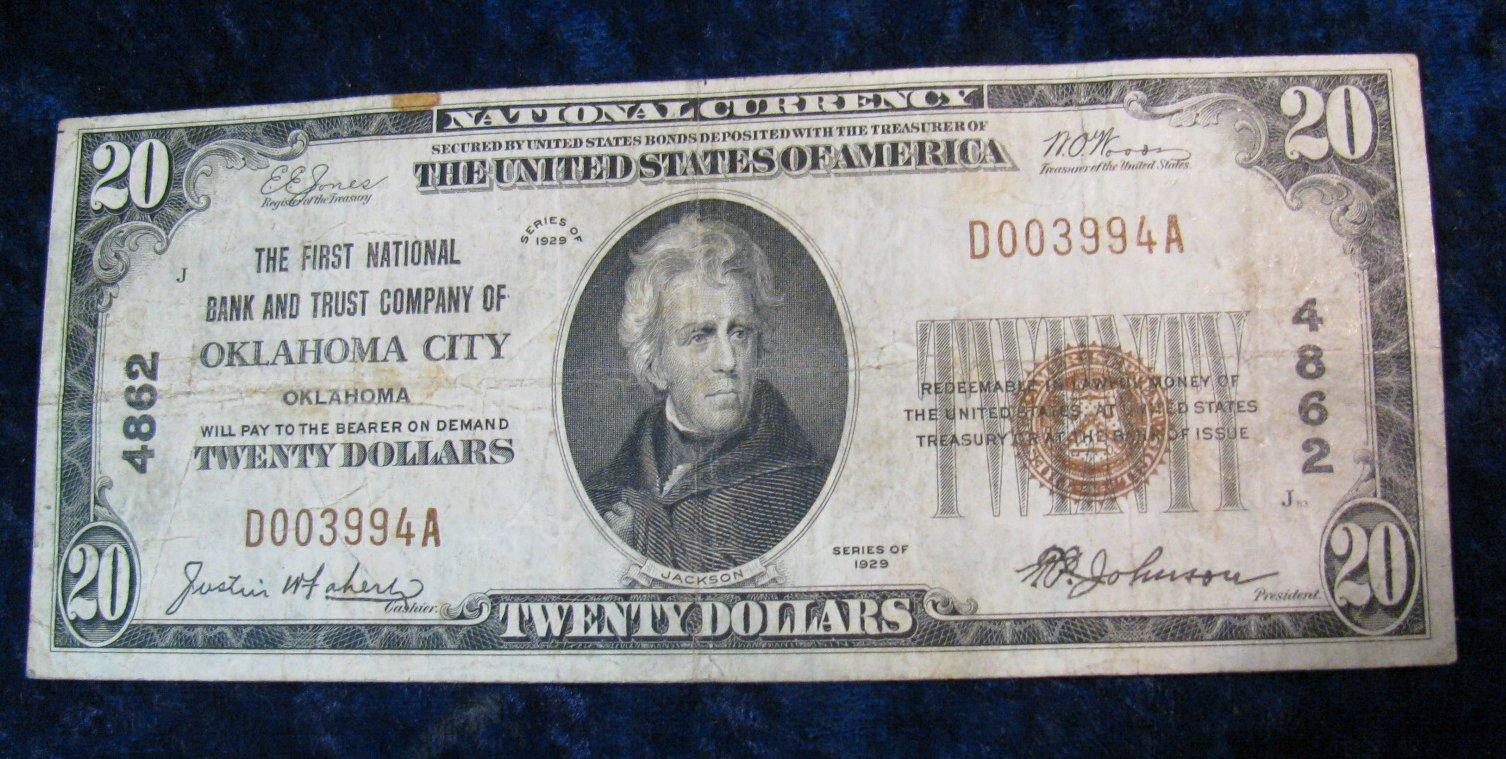 NATIONAL CURRENCY
SECURED BY UNITED STATES BONDS DEPOSITED WITH THE TREASURER OF
THE UNITED STATES OF AMERICA
20
20
E E Jones
Register of the Treasury
W.O. Woods
Treasurer of the United States.
SERIES OF
1929
D003994A
THE FIRST NATIONAL
J
BANK AND TRUST COMPANY OF
OKLAHOMA CITY
OKLAHOMA
WILL PAY TO THE BEARER ON DEMAND
TWENTY DOLLARS
4862
TWENTY
REDEEMABLE IN LAWFUL MONEY OF
THE UNITED STATES AT UNITED STATES
TREASURY OR AT THE BANK OF ISSUE
4862
J
D003994A
JACKSON
SERIES OF
1929
20
20
Justin
Cashier.
Johnson
President.
TWENTY DOLLARS